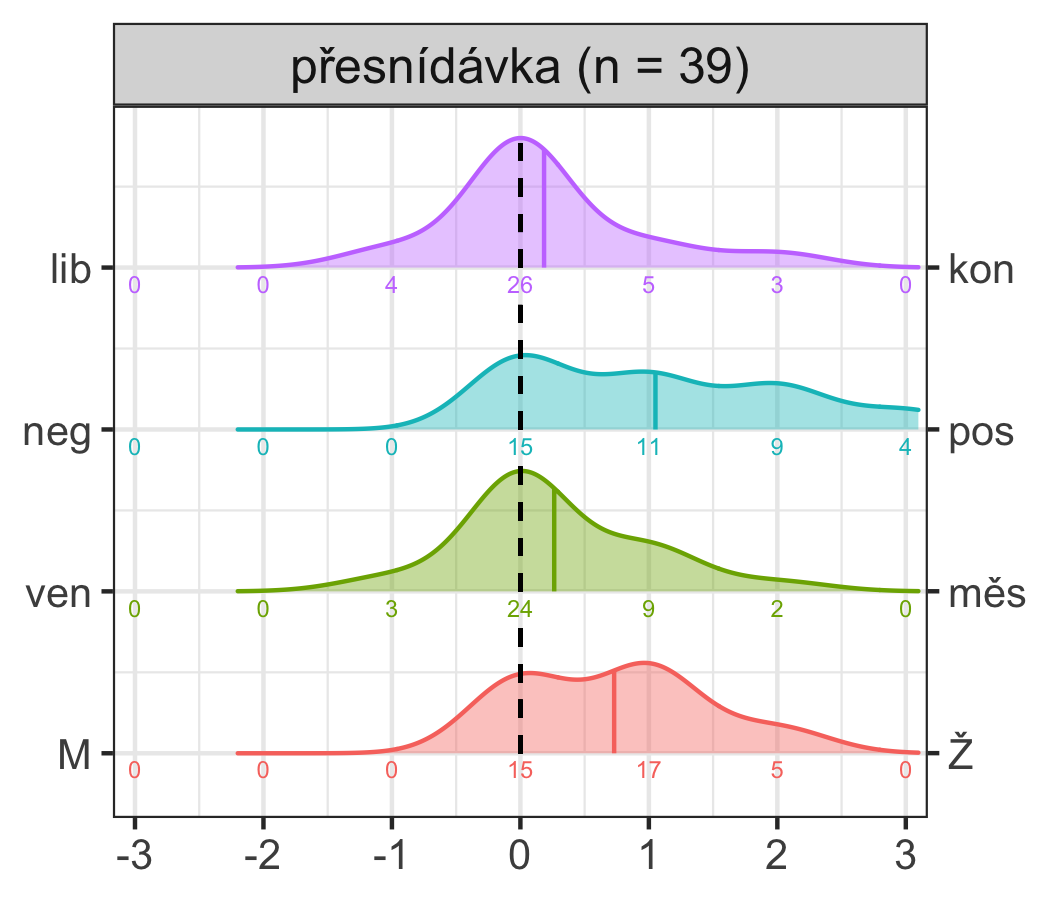 přesnídávka (n = 39)
lib kon
0 0 4 26 5 3 0
neg pos
0 0 0 15 11 9 4
ven měs
0 0 3 24 9 2 0
M Ž
0 0 0 15 17 5 0
-3 -2 -1 0 1 2 3